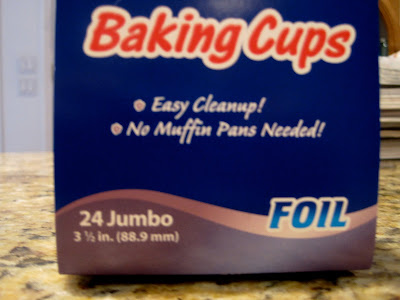 Baking Cups
Easy Cleanup!
No Muffin Pans Needed!
24 Jumbo
FOIL
3 ½ in. (88.9 mm)